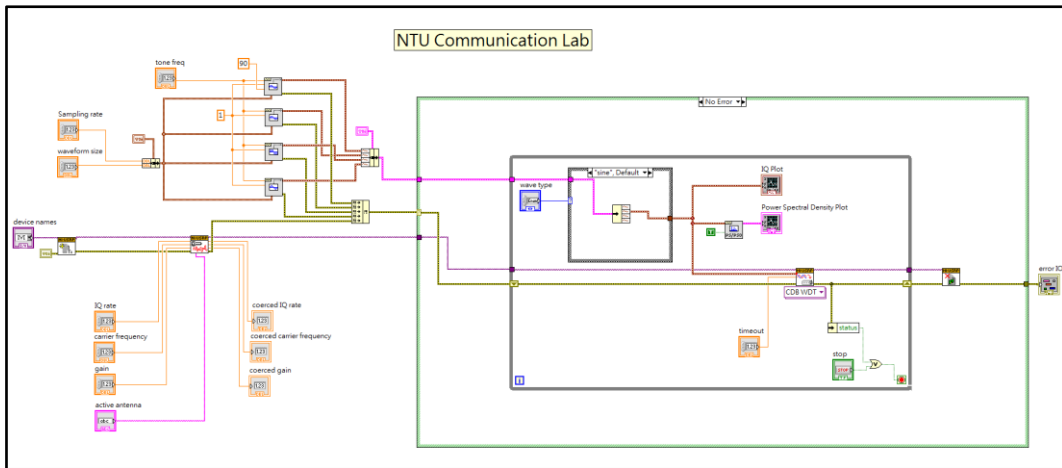 NTU Communication Lab
tone freq
90
No Error
Sampling rate
1
waveform size
"sine", Default
IQ Plot
wave type
Power Spectral Density Plot
device names
error IO
CDB WDT
IQ rate
coerced IQ rate
timeout
status
carrier frequency
coerced carrier frequency
stop
STOP
gain
coerced gain
active antenna
abc
i